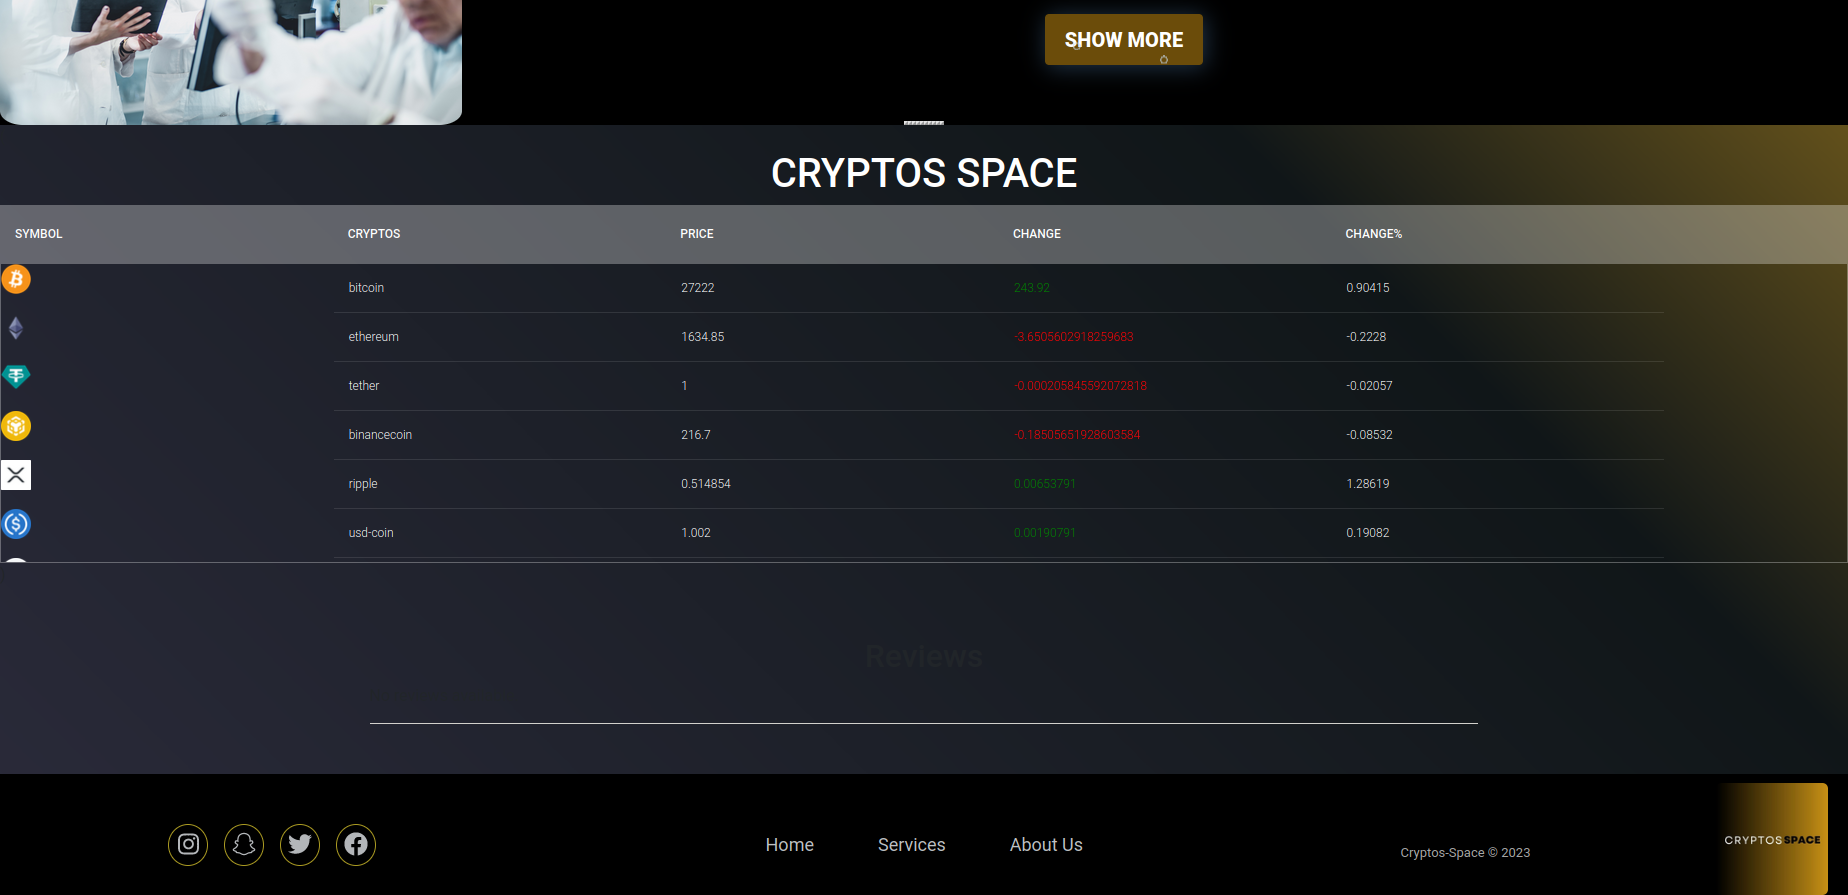 SHOW MORE
CRYPTOS SPACE
SYMBOL CRYPTOS PRICE CHANGE CHANGE%
bitcoin 27222 243.92 0.90415
ethereum 1634.85 -3.6505602918259683 -0.2228
tether 1 -0.000205845592072818 -0.02057
binancecoin 216.7 -0.18505651928603584 -0.08532
ripple 0.514854 0.00653791 1.28619
usd-coin 1.002 0.00190791 0.19082
Reviews
Home Services About Us
Cryptos-Space © 2023
CRYPTOS SPACE